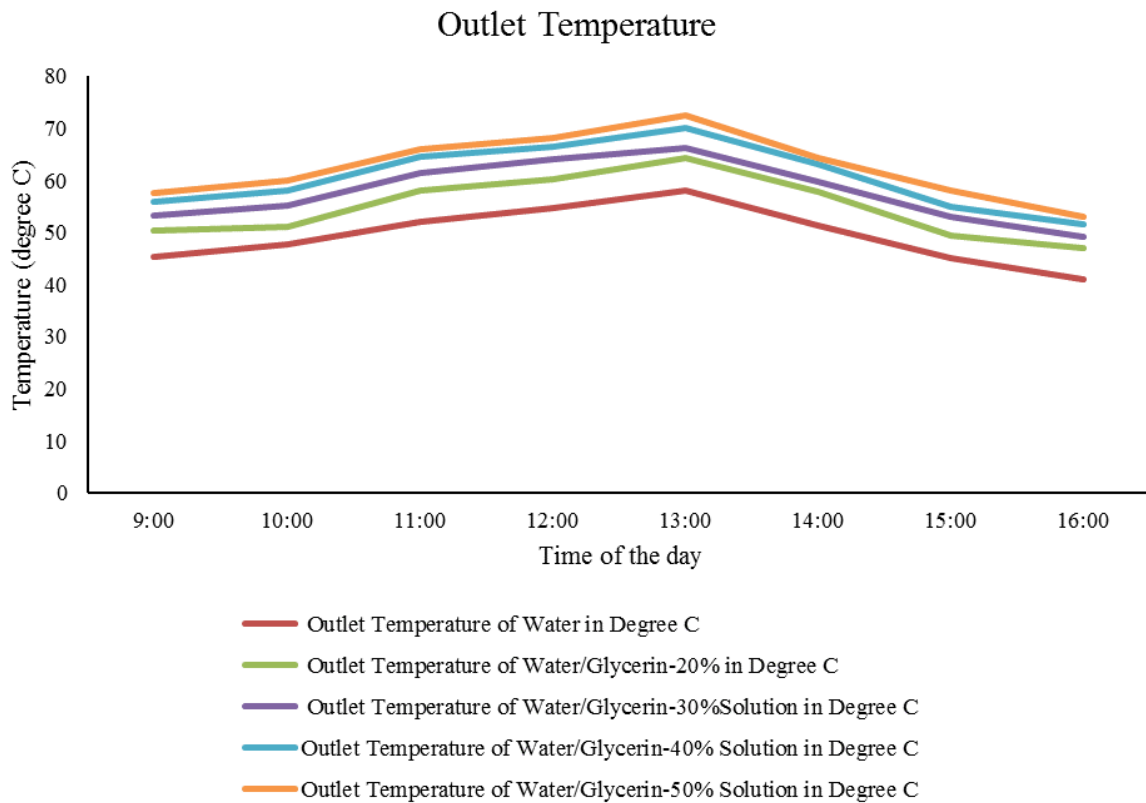 Outlet Temperature
80
70
60
50
40
30
20
10
0
Temperature (degree C)
9:00 10:00 11:00 12:00 13:00 14:00 15:00 16:00
Time of the day
Outlet Temperature of Water in Degree C
Outlet Temperature of Water/Glycerin-20% in Degree C
Outlet Temperature of Water/Glycerin-30%Solution in Degree C
Outlet Temperature of Water/Glycerin-40% Solution in Degree C
Outlet Temperature of Water/Glycerin-50% Solution in Degree C